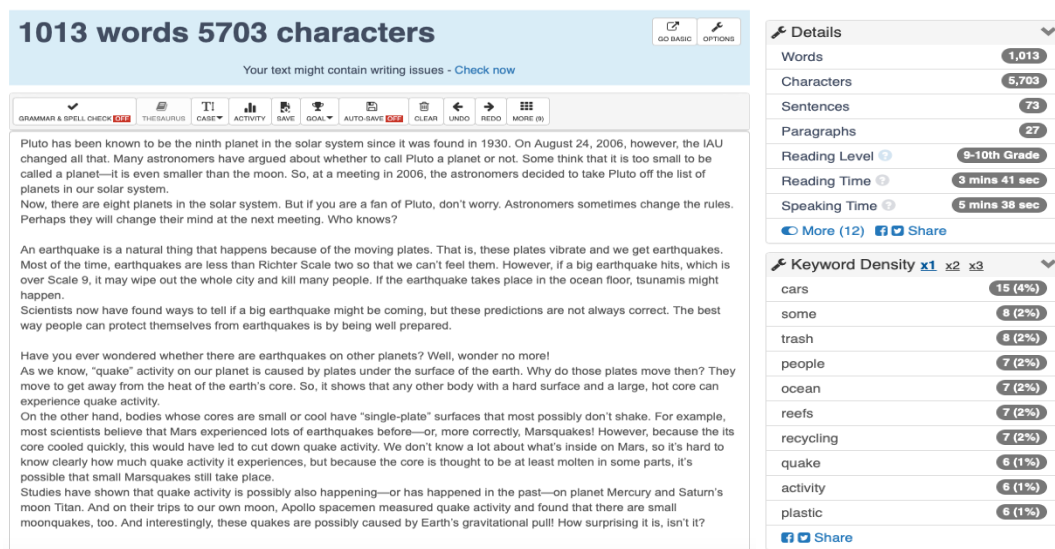 1013 words 5703 characters
GO BASIC
OPTIONS
Your text might contain writing issues - Check now
GRAMMAR & SPELL CHECK OFF
THESAURUS
T!
CASE
ACTIVITY
SAVE
GOAL
AUTO-SAVE OFF
CLEAR
UNDO
REDO
MORE (9)
Pluto has been known to be the ninth planet in the solar system since it was found in 1930. On August 24, 2006, however, the IAU
changed all that. Many astronomers have argued about whether to call Pluto a planet or not. Some think that it is too small to be
called a planet—it is even smaller than the moon. So, at a meeting in 2006, the astronomers decided to take Pluto off the list of
planets in our solar system.
Now, there are eight planets in the solar system. But if you are a fan of Pluto, don’t worry. Astronomers sometimes change the rules.
Perhaps they will change their mind at the next meeting. Who knows?
An earthquake is a natural thing that happens because of the moving plates. That is, these plates vibrate and we get earthquakes.
Most of the time, earthquakes are less than Richter Scale two so that we can’t feel them. However, if a big earthquake hits, which is
over Scale 9, it may wipe out the whole city and kill many people. If the earthquake takes place in the ocean floor, tsunamis might
happen.
Scientists now have found ways to tell if a big earthquake might be coming, but these predictions are not always correct. The best
way people can protect themselves from earthquakes is by being well prepared.
Have you ever wondered whether there are earthquakes on other planets? Well, wonder no more!
As we know, “quake” activity on our planet is caused by plates under the surface of the earth. Why do those plates move then? They
move to get away from the heat of the earth’s core. So, it shows that any other body with a hard surface and a large, hot core can
experience quake activity.
On the other hand, bodies whose cores are small or cool have “single-plate” surfaces that most possibly don’t shake. For example,
most scientists believe that Mars experienced lots of earthquakes before—or, more correctly, Marsquakes! However, because the its
core cooled quickly, this would have led to cut down quake activity. We don’t know a lot about what’s inside on Mars, so it’s hard to
know clearly how much quake activity it experiences, but because the core is thought to be at least molten in some parts, it’s
possible that small Marsquakes still take place.
Studies have shown that quake activity is possibly also happening—or has happened in the past—on planet Mercury and Saturn’s
moon Titan. And on their trips to our own moon, Apollo spacemen measured quake activity and found that there are small
moonquakes, too. And interestingly, these quakes are possibly caused by Earth’s gravitational pull! How surprising it is, isn’t it?
Details
Words 1,013
Characters 5,703
Sentences 73
Paragraphs 27
Reading Level 9-10th Grade
Reading Time 3 mins 41 sec
Speaking Time 5 mins 38 sec
More (12) Share
Keyword Density x1 x2 x3
cars 15 (4%)
some 8 (2%)
trash 8 (2%)
people 7 (2%)
ocean 7 (2%)
reefs 7 (2%)
recycling 7 (2%)
quake 6 (1%)
activity 6 (1%)
plastic 6 (1%)
Share